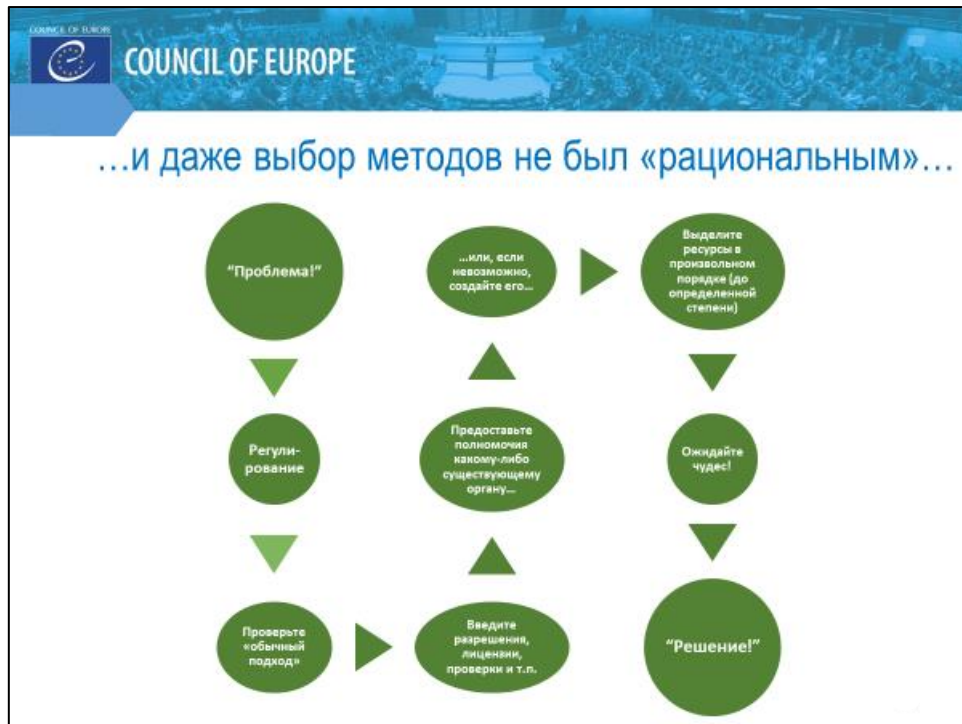 COUNCIL OF EUROPE
COUNCIL OF EUROPE
…и даже выбор методов не был «рациональным»…
“Проблема!”
Регули-
рование
Проверьте
«обычный
подход»
Введите
разрешения,
лицензии,
проверки и т.п.
Предоставьте
полномочия
какому-либо
существующему
органу…
…или, если
невозможно,
создайте его…
Выделите
ресурсы в
произвольном
порядке (до
определенной
степени)
Ожидайте
чудес!
“Решение!”